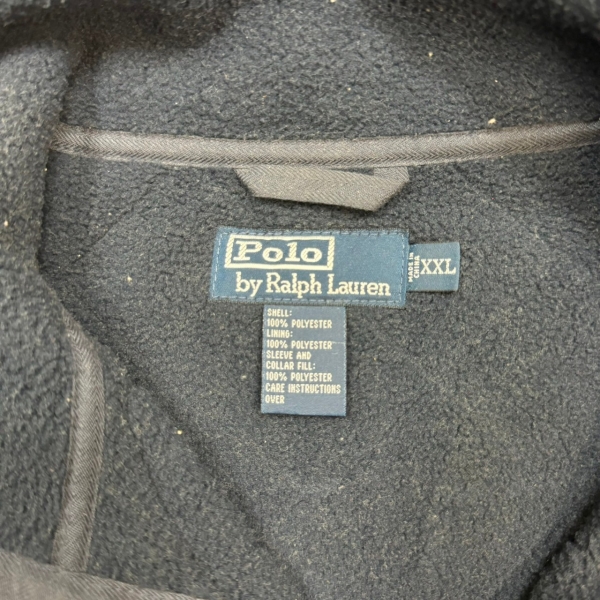 Polo
by Ralph Lauren
MADE IN
CHINA
XXL
SHELL:
100% POLYESTER
LINING:
100% POLYESTER
SLEEVE AND
COLLAR FILL:
100% POLYESTER
CARE INSTRUCTIONS
OVER